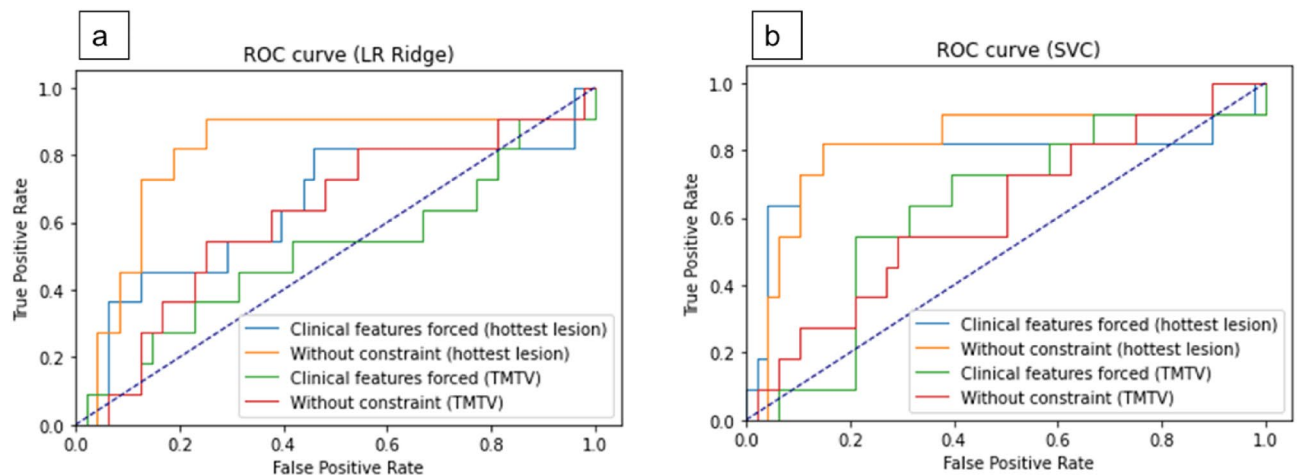 a
ROC curve (LR Ridge)
True Positive Rate
1.0
0.8
0.6
0.4
0.2
0.0
0.0 0.2 0.4 0.6 0.8 1.0
False Positive Rate
Clinical features forced (hottest lesion)
Without constraint (hottest lesion)
Clinical features forced (TMTV)
Without constraint (TMTV)
b
ROC curve (SVC)
True Positive Rate
1.0
0.8
0.6
0.4
0.2
0.0
0.0 0.2 0.4 0.6 0.8 1.0
False Positive Rate
Clinical features forced (hottest lesion)
Without constraint (hottest lesion)
Clinical features forced (TMTV)
Without constraint (TMTV)